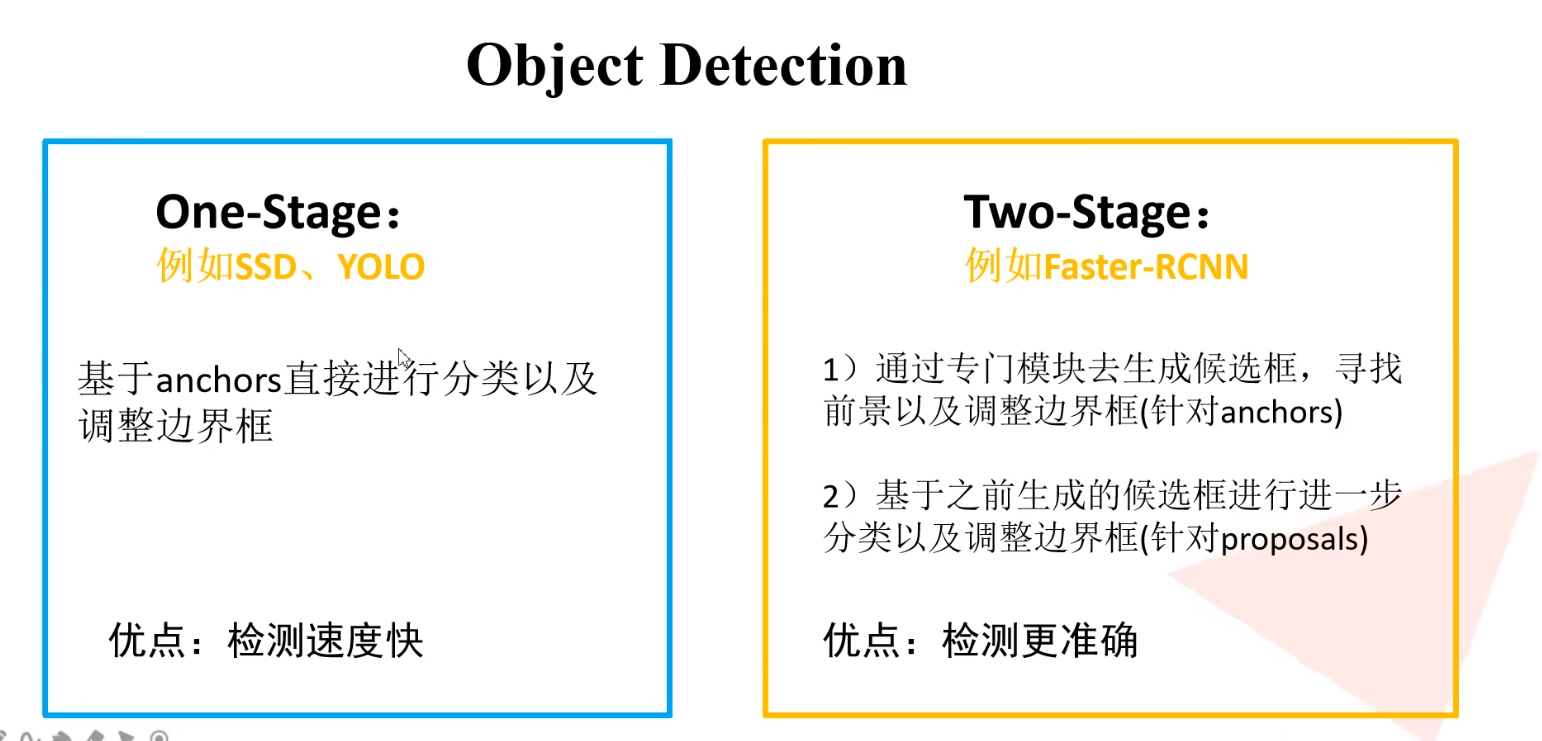 Object Detection
One-Stage：
例如SSD、YOLO
基于anchors直接进行分类以及
调整边界框
优点：检测速度快
Two-Stage：
例如Faster-RCNN
1）通过专门模块去生成候选框，寻找
前景以及调整边界框(针对anchors)
2）基于之前生成的候选框进行进一步
分类以及调整边界框(针对proposals)
优点：检测更准确